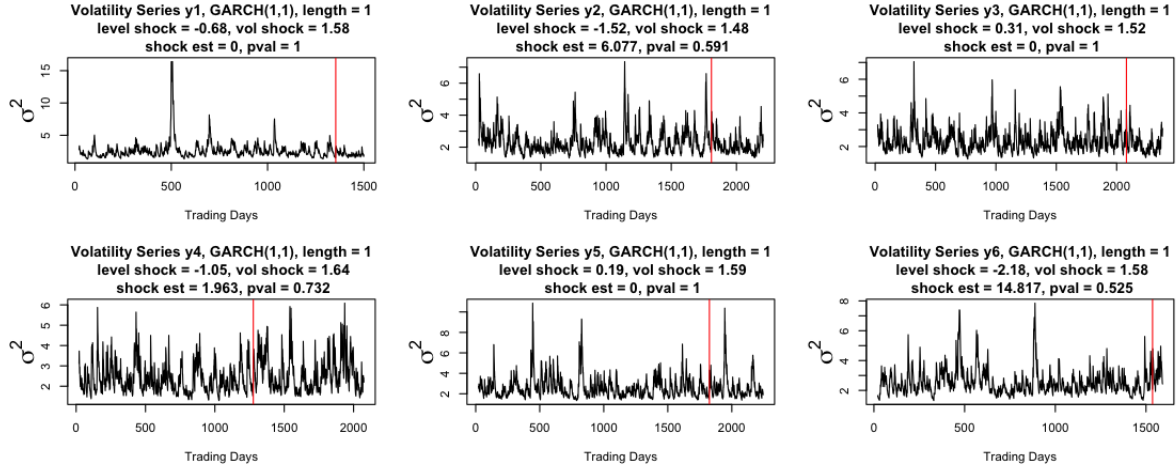 Volatility Series y1, GARCH(1,1), length = 1
level shock = -0.68, vol shock = 1.58
shock est = 0, pval = 1
σ2
15
10
5
0
500
1000
1500
Trading Days
Volatility Series y2, GARCH(1,1), length = 1
level shock = -1.52, vol shock = 1.48
shock est = 6.077, pval = 0.591
σ2
6
4
2
0
500
1000
1500
2000
Trading Days
Volatility Series y3, GARCH(1,1), length = 1
level shock = 0.31, vol shock = 1.52
shock est = 0, pval = 1
σ2
6
4
2
0
500
1000
1500
2000
Trading Days
Volatility Series y4, GARCH(1,1), length = 1
level shock = -1.05, vol shock = 1.64
shock est = 1.963, pval = 0.732
σ2
6
5
4
3
2
0
500
1000
1500
2000
Trading Days
Volatility Series y5, GARCH(1,1), length = 1
level shock = 0.19, vol shock = 1.59
shock est = 0, pval = 1
σ2
8
6
4
2
0
500
1000
1500
2000
Trading Days
Volatility Series y6, GARCH(1,1), length = 1
level shock = -2.18, vol shock = 1.58
shock est = 14.817, pval = 0.525
σ2
8
6
4
2
0
500
1000
1500
Trading Days